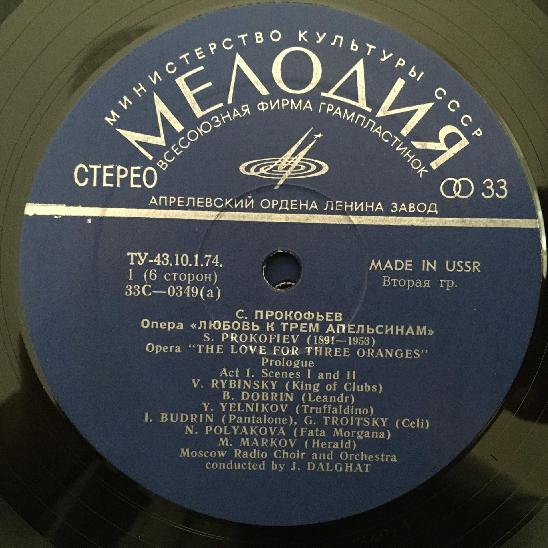 МИНИСТЕРСТВО КУЛЬТУРЫ СССР
МЕЛОДИЯ
ВСЕСОЮЗНАЯ ФИРМА ГРАМПЛАСТИНОК
СТЕРЕО
33
АПРЕЛЕВСКИЙ ОРДЕНА ЛЕНИНА ЗАВОД
ТУ-43.10.1.74.
1 (6 сторон)
33С—0349(а)
MADE IN USSR
Вторая гр.
С. ПРОКОФЬЕВ
Опера «ЛЮБОВЬ К ТРЕМ АПЕЛЬСИНАМ»
S. PROKOFIEV (1891—1953)
Opera "THE LOVE FOR THREE ORANGES"
Prologue
Act I. Scenes I and II
V. RYBINSKY (King of Clubs)
B. DOBRIN (Leandr)
Y. YELNIKOV (Truffaldino)
I. BUDRIN (Pantalone), G. TROITSKY (Celi)
N. POLYAKOVA (Fata Morgana)
M. MARKOV (Herald)
Moscow Radio Choir and Orchestra
conducted by J. DALGHAT